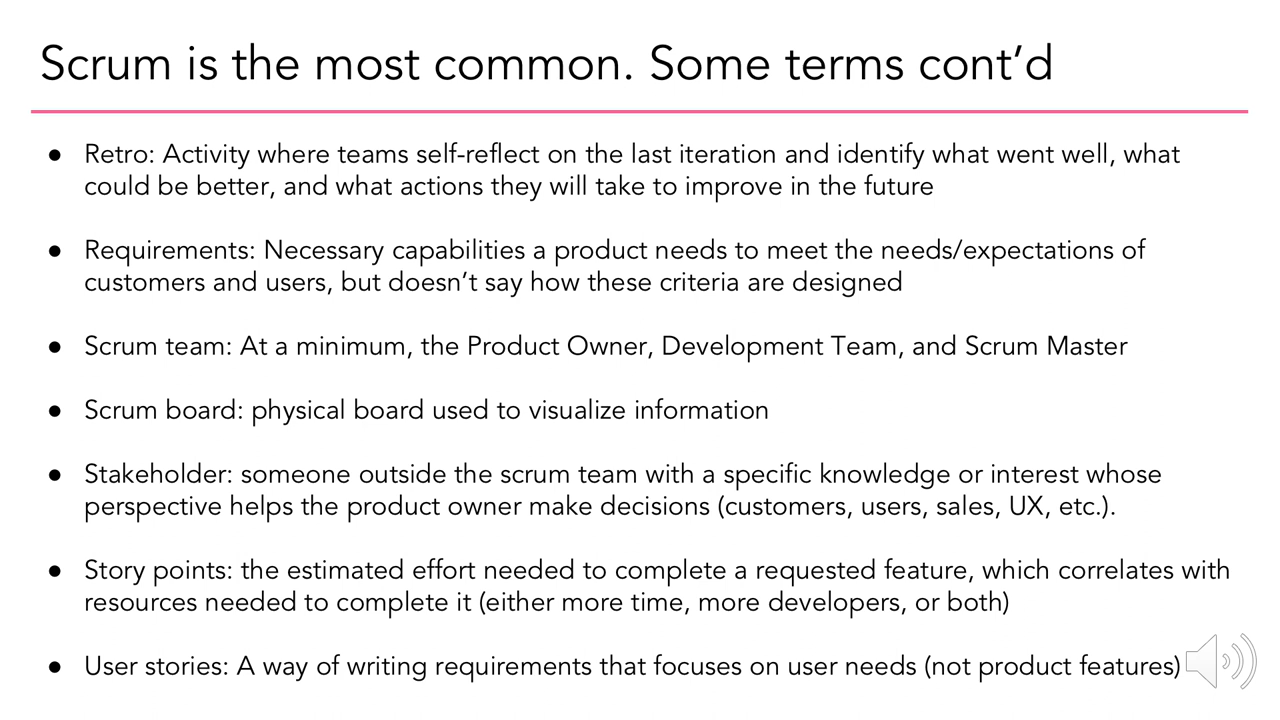 Scrum is the most common. Some terms cont’d
● Retro: Activity where teams self-reflect on the last iteration and identify what went well, what
could be better, and what actions they will take to improve in the future
● Requirements: Necessary capabilities a product needs to meet the needs/expectations of
customers and users, but doesn’t say how these criteria are designed
● Scrum team: At a minimum, the Product Owner, Development Team, and Scrum Master
● Scrum board: physical board used to visualize information
● Stakeholder: someone outside the scrum team with a specific knowledge or interest whose
perspective helps the product owner make decisions (customers, users, sales, UX, etc.).
● Story points: the estimated effort needed to complete a requested feature, which correlates with
resources needed to complete it (either more time, more developers, or both)
● User stories: A way of writing requirements that focuses on user needs (not product features)